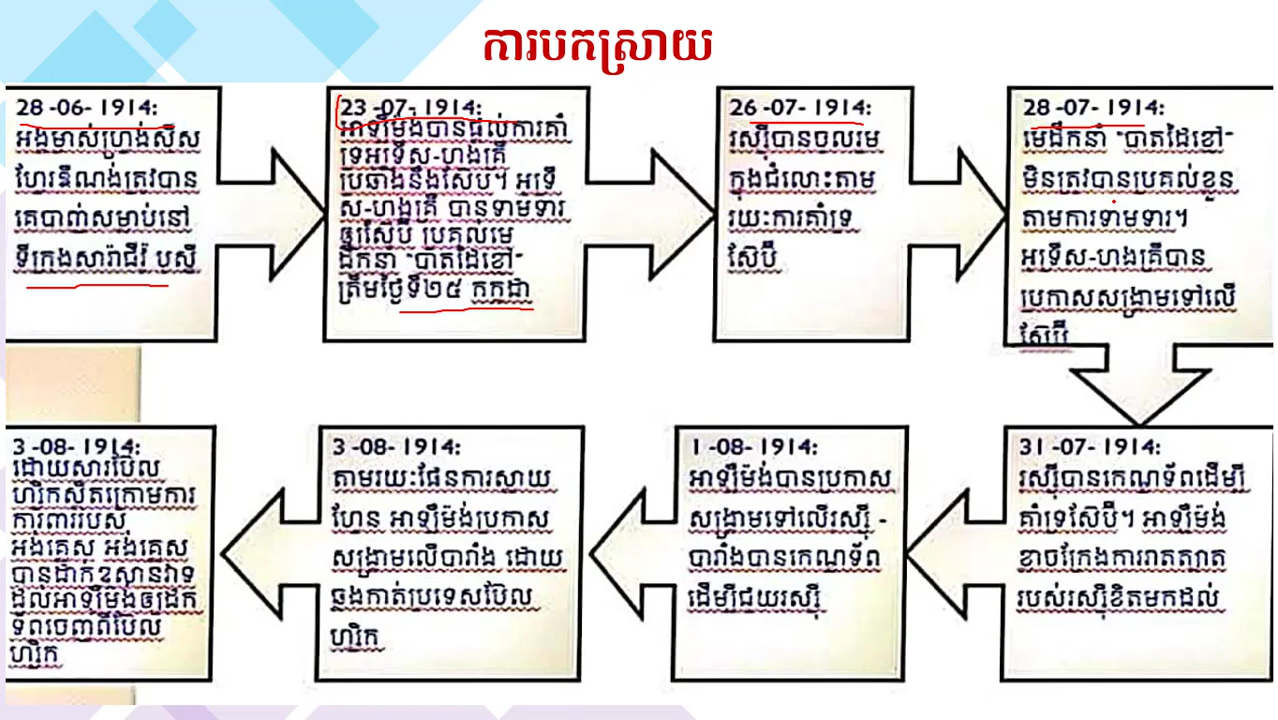 ការបកស្រាយ
28 -06- 1914:
អង់មាស់ហ្រ្វង់ស័ស
ហ្វែរឌីណង់ត្រូវបាន
គេបាញ់សម្លាប់នៅ
ទីក្រុងសារ៉ាជីវ៉ូ បូស្នី
23 -07- 1914:
អាឡឺម៉ង់បានផ្តល់ការគាំ
ទ្រអូទ្រីស-ហុងគ្រី
ប្រឆាំងនឹងស៊ែប៊ី។ អូទ្រី
ស-ហុងគ្រី បានទាមទារ
ឲ្យស៊ែប៊ី ប្រគល់មេ
ដឹកនាំ "បាតដៃខ្មៅ"
ត្រឹមថ្ងៃទី២៥ កក្កដា
26 -07- 1914:
រុស្ស៊ីបានចូលរួម
ក្នុងជំលោះតាម
រយៈការគាំទ្រ
ស៊ែប៊ី
28 -07- 1914:
មេដឹកនាំ "បាតដៃខ្មៅ"
មិនត្រូវបានប្រគល់ខ្លួន
តាមការទាមទារ។
អូទ្រីស-ហុងគ្រីបាន
ប្រកាសសង្គ្រាមទៅលើ
ស៊ែប៊ី
31 -07- 1914:
រុស្ស៊ីបានកេណ្ឌទ័ពដើម្បី
គាំទ្រស៊ែប៊ី។ អាឡឺម៉ង់
ខ្លាចក្រែងការរាតត្បាត
របស់រុស្ស៊ីខិតមកដល់
1 -08- 1914:
អាឡឺម៉ង់បានប្រកាស
សង្គ្រាមទៅលើរុស្ស៊ី -
បារាំងបានកេណ្ឌទ័ព
ដើម្បីជួយរុស្ស៊ី
3 -08- 1914:
តាមរយៈផែនការស្លាយ
ហ្វែន អាឡឺម៉ង់ប្រកាស
សង្គ្រាមលើបារាំង ដោយ
ឆ្លងកាត់ប្រទេសប៊ែល
ហ្ស៊ិក
3 -08- 1914:
ដោយសារប៊ែល
ហ្ស៊ិកស្ថិតក្រោមការ
ការពាររបស់
អង់គ្លេស អង់គ្លេស
បានដាក់ឱសានវាទ
ដល់អាឡឺម៉ង់ឲ្យដក
ទ័ពចេញពីប៊ែល
ហ្ស៊ិក